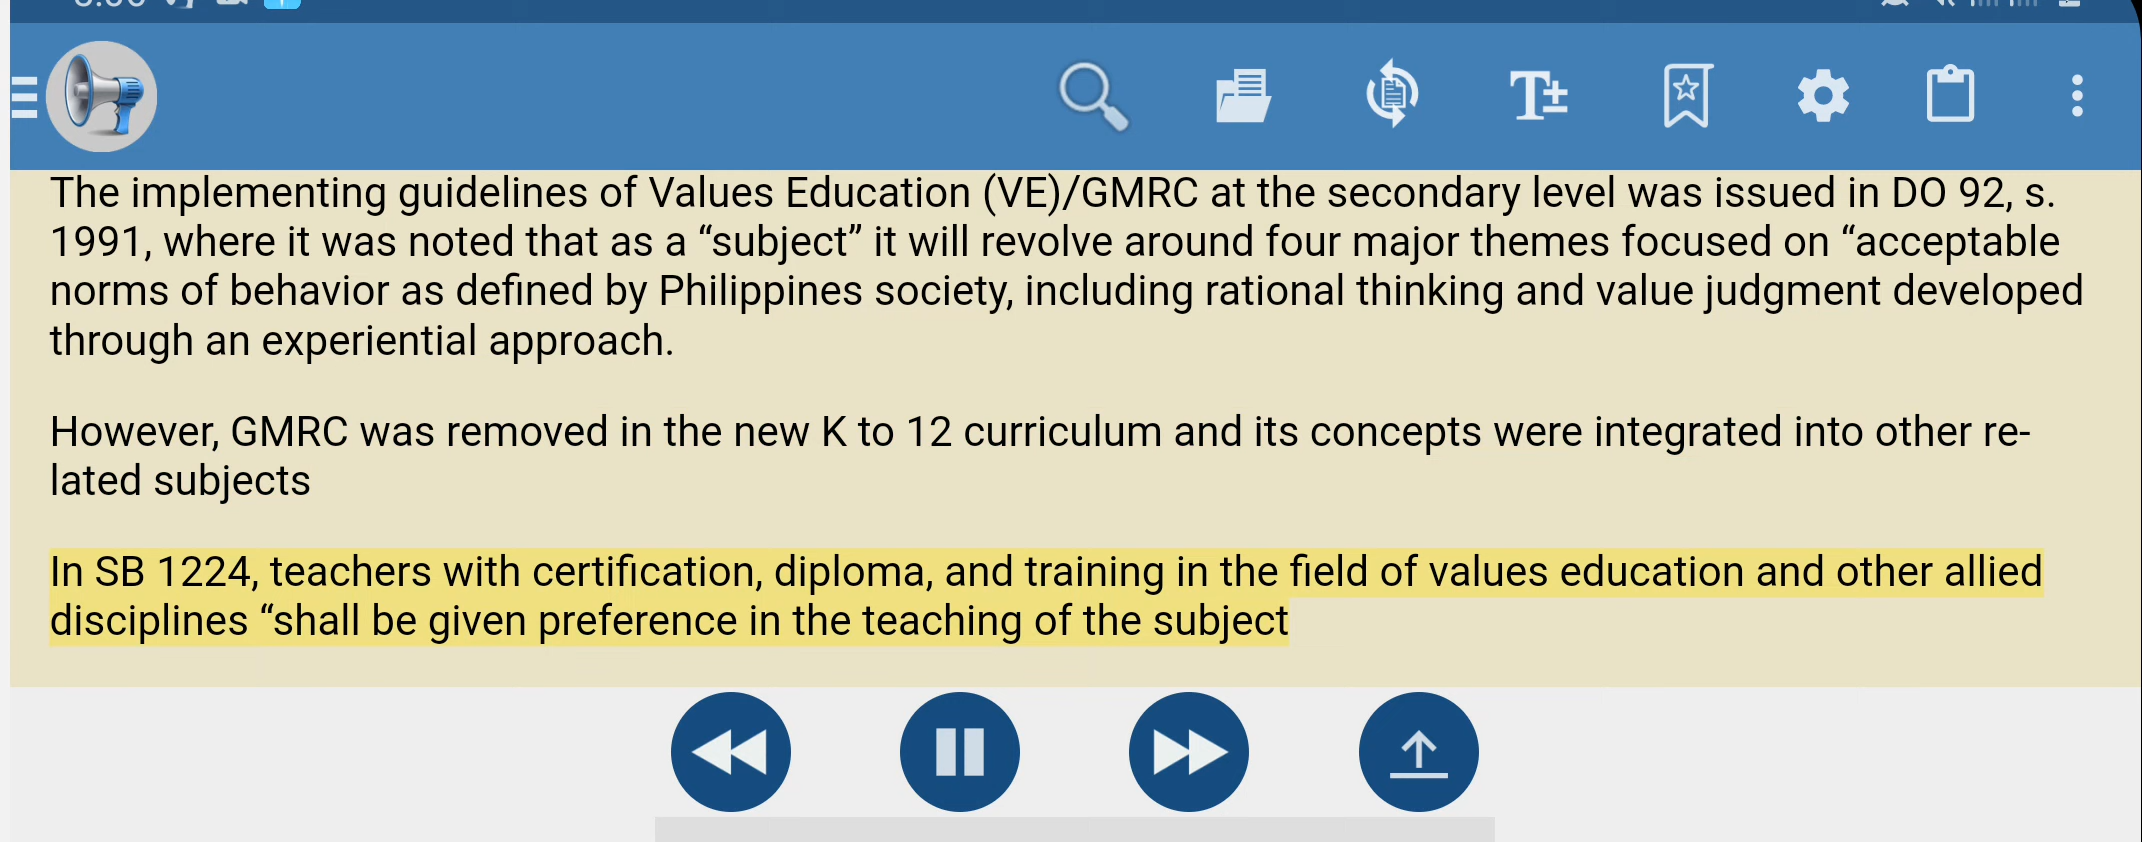 The implementing guidelines of Values Education (VE)/GMRC at the secondary level was issued in DO 92, s.
1991, where it was noted that as a “subject” it will revolve around four major themes focused on “acceptable
norms of behavior as defined by Philippines society, including rational thinking and value judgment developed
through an experiential approach.
However, GMRC was removed in the new K to 12 curriculum and its concepts were integrated into other re-
lated subjects
In SB 1224, teachers with certification, diploma, and training in the field of values education and other allied
disciplines “shall be given preference in the teaching of the subject